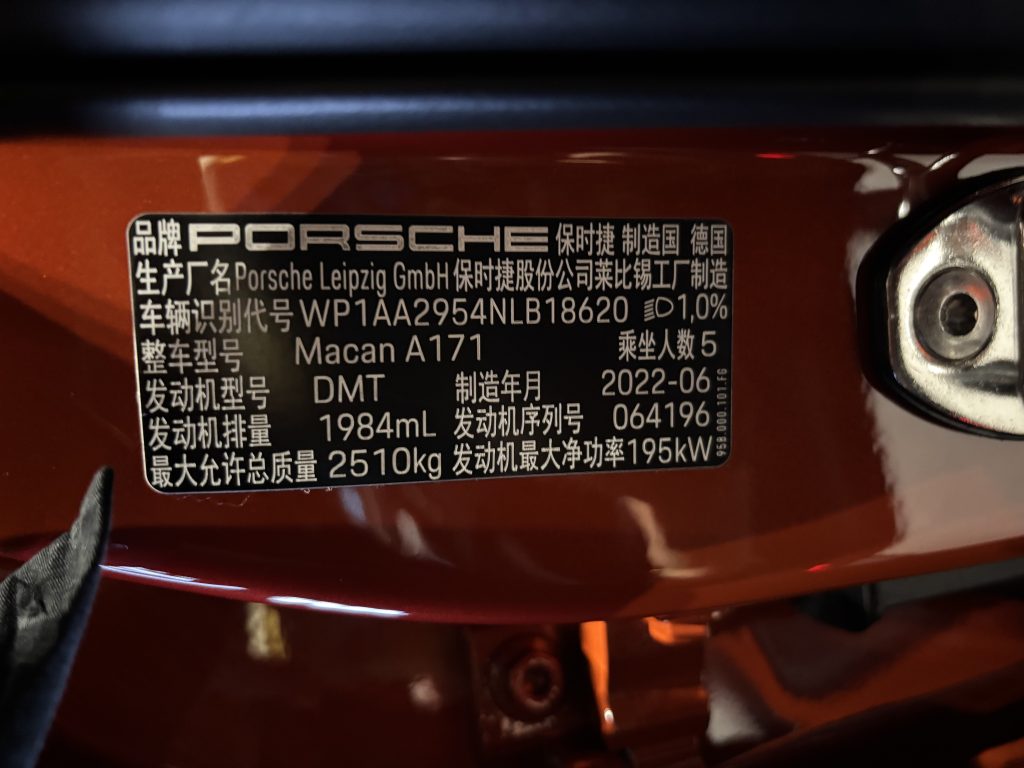 品牌 PORSCHE 保时捷 制造国 德国
生产厂名 Porsche Leipzig GmbH 保时捷股份公司莱比锡工厂制造
车辆识别代号 WP1AA2954NLB18620 1,0%
整车型号 Macan A171 乘坐人数 5
发动机型号 DMT 制造年月 2022-06
发动机排量 1984mL 发动机序列号 064196
最大允许总质量 2510kg 发动机最大净功率 195kW
95B.000.101.FG